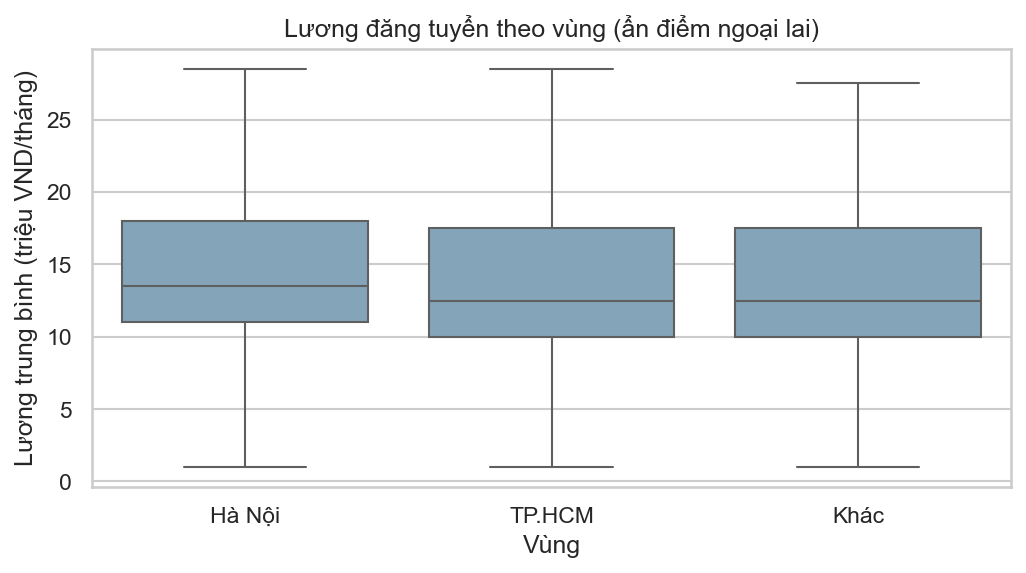 Lương đăng tuyển theo vùng (ẩn điểm ngoại lai)
Lương trung bình (triệu VND/tháng)
25
20
15
10
5
0
Hà Nội
TP.HCM
Khác
Vùng